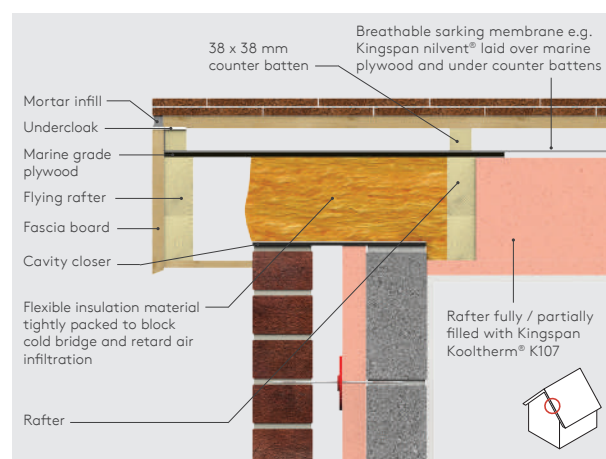 38 x 38 mm
counter batten
Breathable sarking membrane e.g.
Kingspan nilvent® laid over marine
plywood and under counter battens
Mortar infill
Undercloak
Marine grade
plywood
Flying rafter
Fascia board
Cavity closer
Flexible insulation material
tightly packed to block
cold bridge and retard air
infiltration
Rafter
Rafter fully / partially
filled with Kingspan
Kooltherm® K107